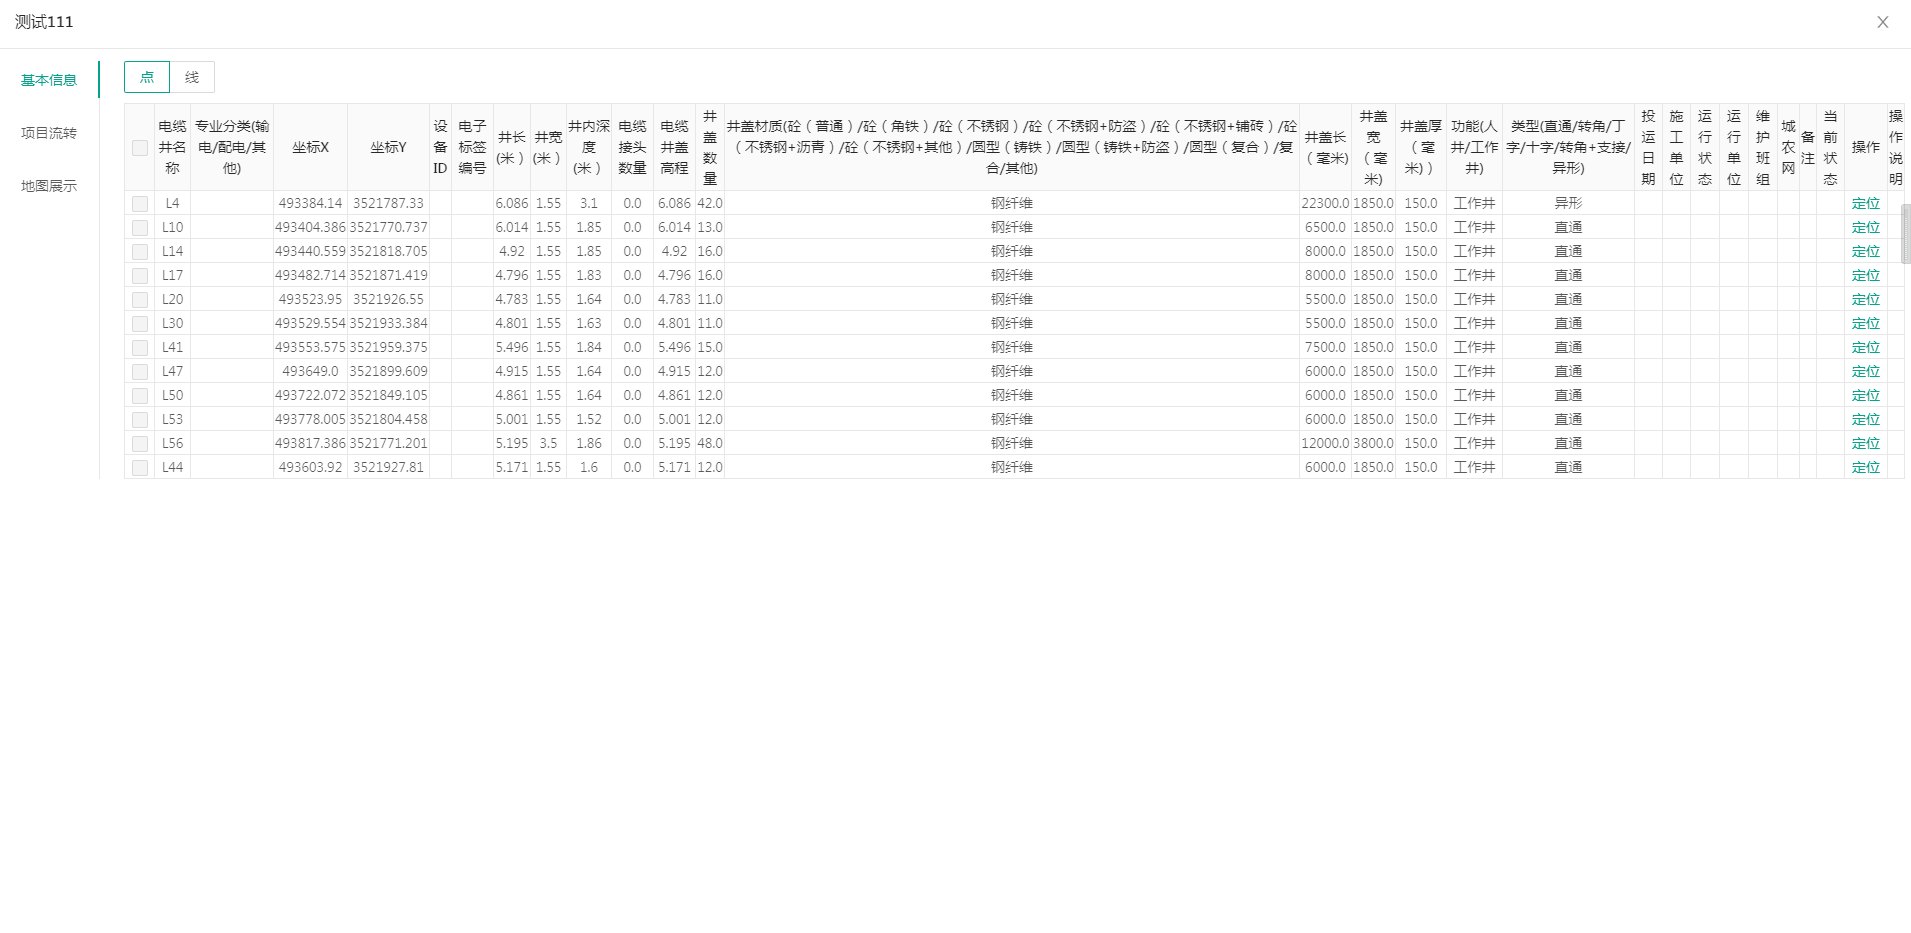 测试111
基本信息
项目流转
地图展示
点 线
电缆井名称 专业分类(输电/配电/其他) 坐标X 坐标Y 设备ID 电子标签编号 井长(米） 井宽(米） 井内深度(米） 电缆接头数量 电缆井盖高程 井盖数量 井盖材质(砼（普通）/砼（角铁）/砼（不锈钢）/砼（不锈钢+防盗）/砼（不锈钢+铺砖）/砼（不锈钢+沥青）/砼（不锈钢+其他）/圆型（铸铁）/圆型（铸铁+防盗）/圆型（复合）/复合/其他) 井盖长（毫米) 井盖宽（毫米) 井盖厚（毫米)） 功能(人井/工作井) 类型(直通/转角/丁字/十字/转角+支接/异形) 投运日期 施工单位 运行状态 运行单位 维护班组 城农网 备注 当前状态 操作 操作说明
L4 493384.14 3521787.33 6.086 1.55 3.1 0.0 6.086 42.0 钢纤维 22300.0 1850.0 150.0 工作井 异形 定位
L10 493404.386 3521770.737 6.014 1.55 1.85 0.0 6.014 13.0 钢纤维 6500.0 1850.0 150.0 工作井 直通 定位
L14 493440.559 3521818.705 4.92 1.55 1.85 0.0 4.92 16.0 钢纤维 8000.0 1850.0 150.0 工作井 直通 定位
L17 493482.714 3521871.419 4.796 1.55 1.83 0.0 4.796 16.0 钢纤维 8000.0 1850.0 150.0 工作井 直通 定位
L20 493523.95 3521926.55 4.783 1.55 1.64 0.0 4.783 11.0 钢纤维 5500.0 1850.0 150.0 工作井 直通 定位
L30 493529.554 3521933.384 4.801 1.55 1.63 0.0 4.801 11.0 钢纤维 5500.0 1850.0 150.0 工作井 直通 定位
L41 493553.575 3521959.375 5.496 1.55 1.84 0.0 5.496 15.0 钢纤维 7500.0 1850.0 150.0 工作井 直通 定位
L47 493649.0 3521899.609 4.915 1.55 1.64 0.0 4.915 12.0 钢纤维 6000.0 1850.0 150.0 工作井 直通 定位
L50 493722.072 3521849.105 4.861 1.55 1.64 0.0 4.861 12.0 钢纤维 6000.0 1850.0 150.0 工作井 直通 定位
L53 493778.005 3521804.458 5.001 1.55 1.52 0.0 5.001 12.0 钢纤维 6000.0 1850.0 150.0 工作井 直通 定位
L56 493817.386 3521771.201 5.195 3.5 1.86 0.0 5.195 48.0 钢纤维 12000.0 3800.0 150.0 工作井 直通 定位
L44 493603.92 3521927.81 5.171 1.55 1.6 0.0 5.171 12.0 钢纤维 6000.0 1850.0 150.0 工作井 直通 定位